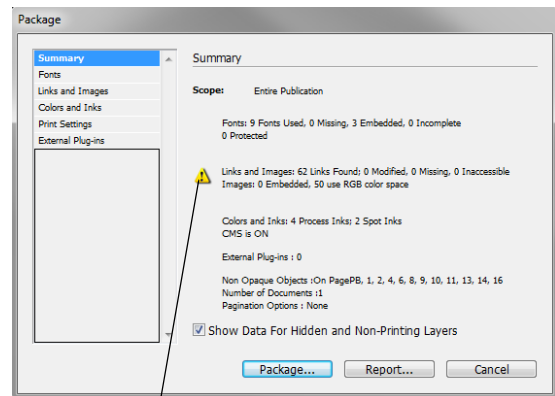 Package
Summary
Fonts
Links and Images
Colors and Inks
Print Settings
External Plug-ins
Summary
Scope: Entire Publication
Fonts: 9 Fonts Used, 0 Missing, 3 Embedded, 0 Incomplete
0 Protected
Links and Images: 62 Links Found; 0 Modified, 0 Missing, 0 Inaccessible
Images: 0 Embedded, 50 use RGB color space
Colors and Inks: 4 Process Inks; 2 Spot Inks
CMS is ON
External Plug-ins : 0
Non Opaque Objects :On PagePB, 1, 2, 4, 6, 8, 9, 10, 11, 13, 14, 16
Number of Documents :1
Pagination Options : None
Show Data For Hidden and Non-Printing Layers
Package... Report... Cancel